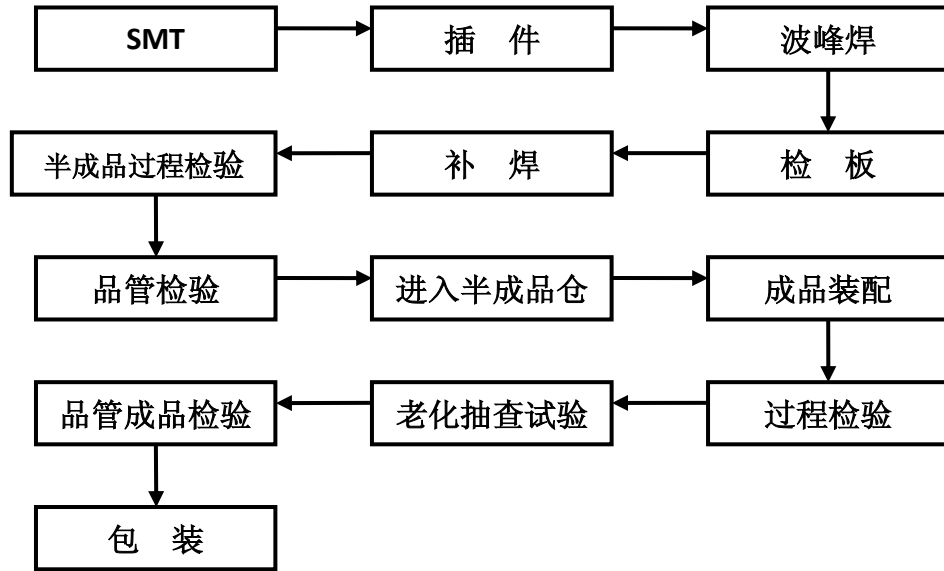 SMT
插 件
波峰焊
半成品过程检验
补 焊
检 板
品管检验
进入半成品仓
成品装配
品管成品检验
老化抽查试验
过程检验
包 装